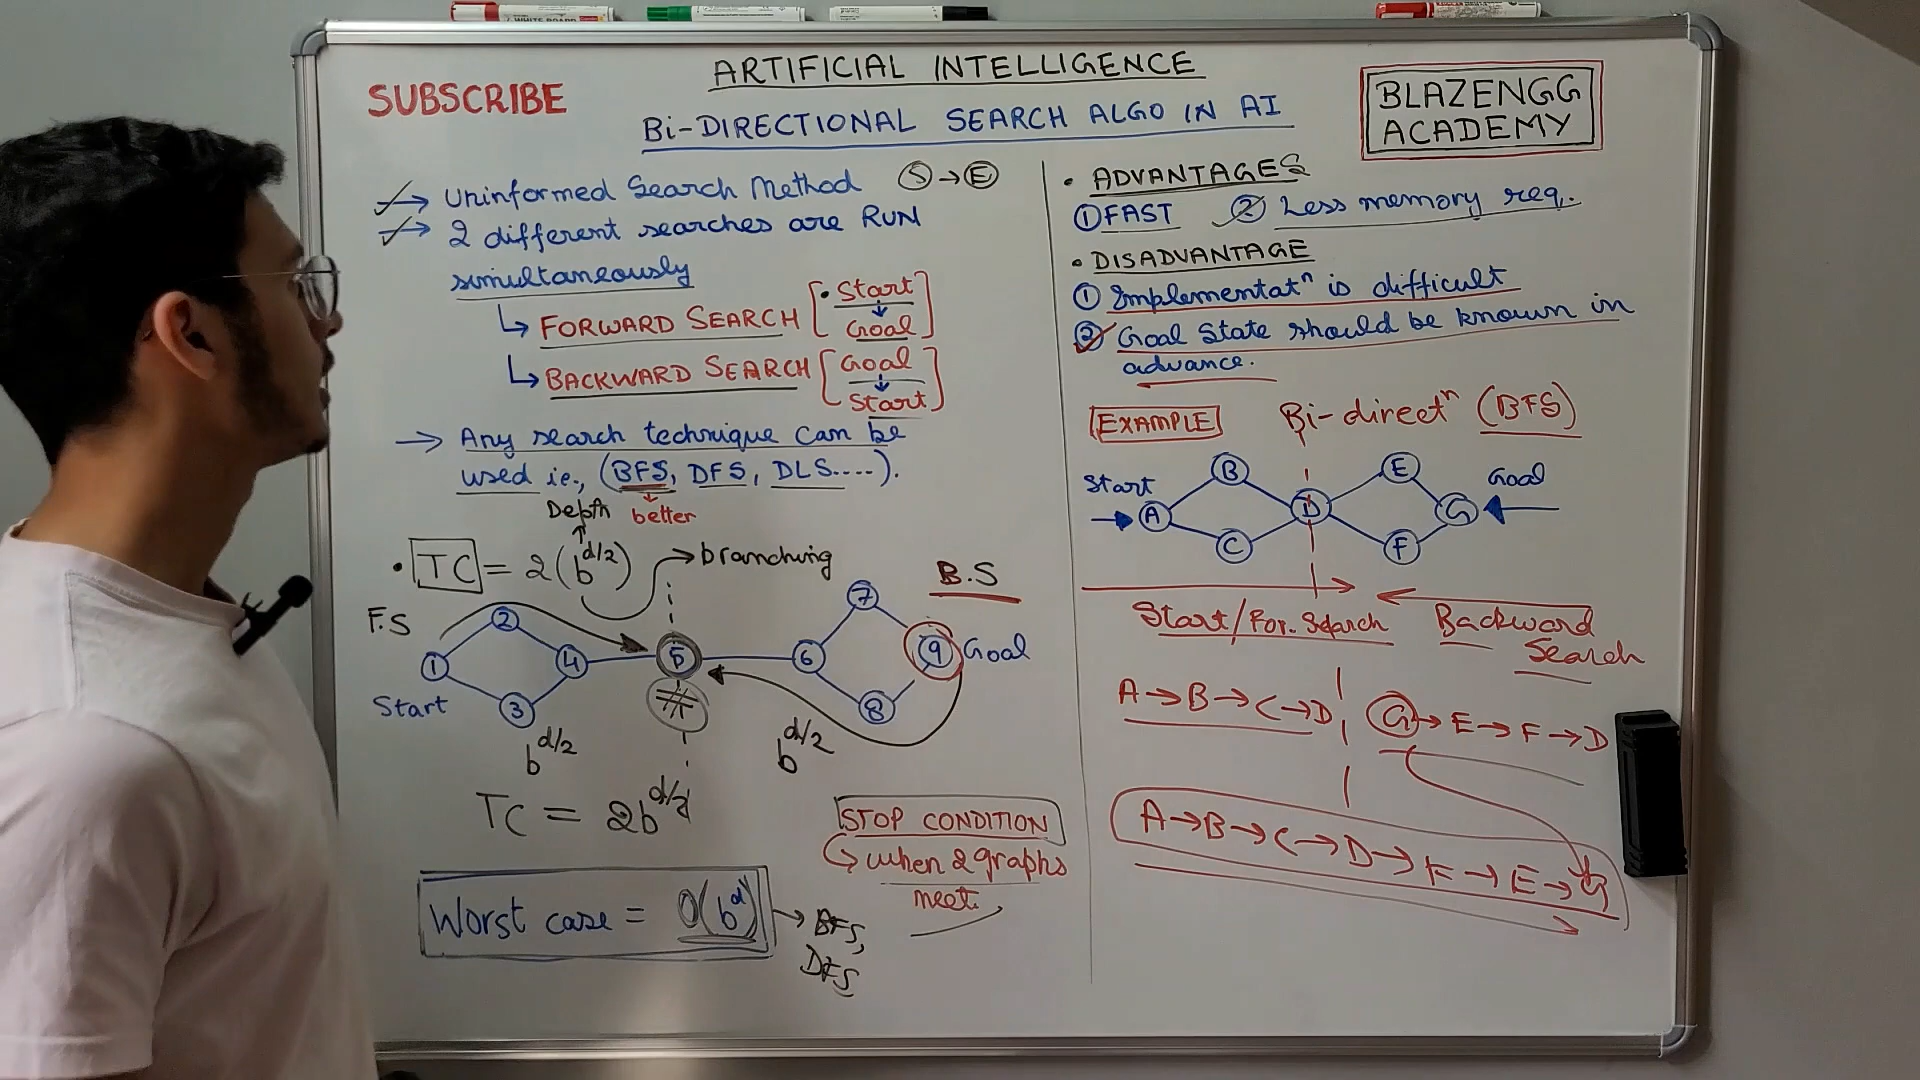 ARTIFICIAL INTELLIGENCE
SUBSCRIBE
BLAZENGG
ACADEMY
Bi-DIRECTIONAL SEARCH ALGO IN AI
→ Uninformed Search Method
S → E
→ 2 different searches are RUN
simultaneously
↳ FORWARD SEARCH [• Start
↓
Goal]
↳ BACKWARD SEARCH [Goal
↓
Start]
→ Any search technique can be
used ie., (BFS, DFS, DLS....).
better
Depth
• TC = 2(b^d/2)
branching
F.S
B.S
1
2
3
4
5
6
7
8
9
Goal
Start
b^d/2
b^d/2
TC = 2b^d/2
Worst case = O(b^d)
→ BFS,
DFS
STOP CONDITION
↳ when 2 graphs
meet.
• ADVANTAGES
① FAST ② Less memory req.
• DISADVANTAGE
① Implementatⁿ is difficult
② Goal State should be known in
advance.
EXAMPLE
Bi-directⁿ (BFS)
Start
Goal
A
B
C
D
E
F
G
Start/For. Search
Backward
Search
A→B→C→D
G→E→F→D
A→B→C→D→F→E→G